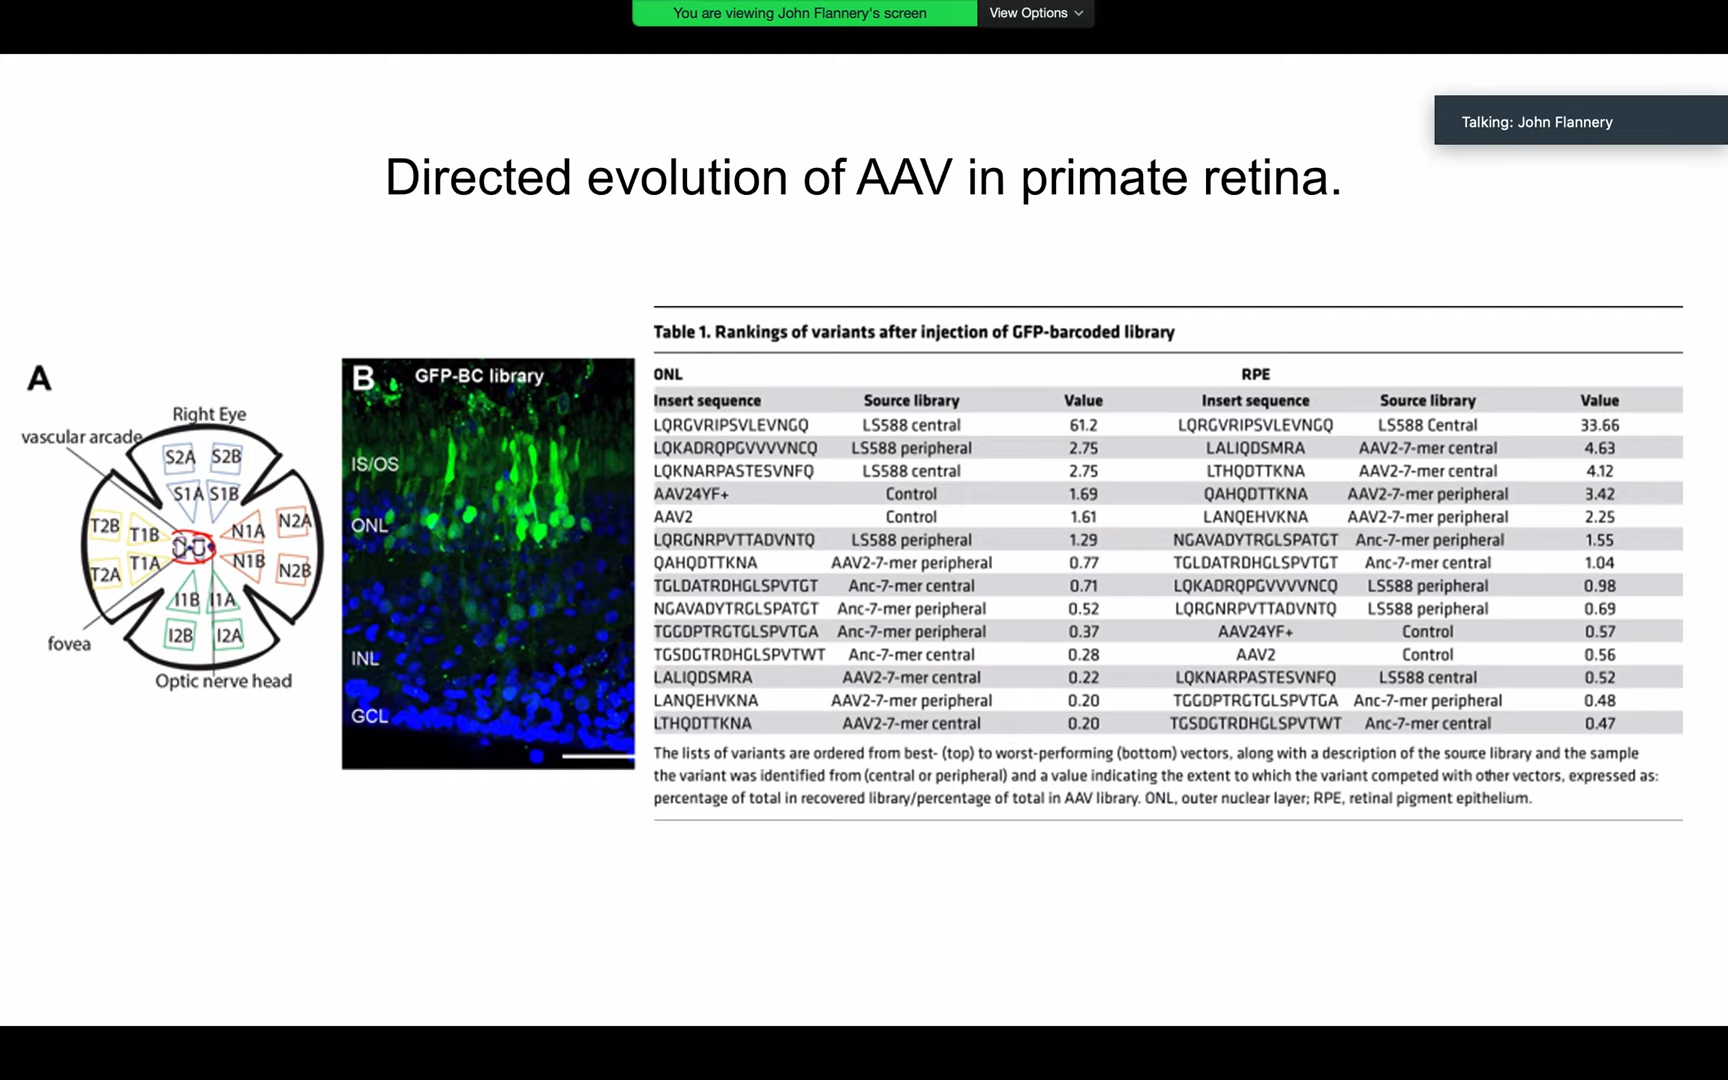 You are viewing John Flannery's screen
View Options
Talking: John Flannery
Directed evolution of AAV in primate retina.
A
Right Eye
vascular arcade
S2A S2B
S1A S1B
T2B T1B N1A N2A
T2A T1A N1B N2B
I1B I1A
I2B I2A
fovea
Optic nerve head
B GFP-BC library
IS/OS
ONL
INL
GCL
Table 1. Rankings of variants after injection of GFP-barcoded library
ONL RPE
Insert sequence Source library Value Insert sequence Source library Value
LQRGVRIPSVLEVNGQ LS588 central 61.2 LQRGVRIPSVLEVNGQ LS588 Central 33.66
LQKADRQPGVVVVNCQ LS588 peripheral 2.75 LALIQDSMRA AAV2-7-mer central 4.63
LQKNARPASTESVNFQ LS588 central 2.75 LTHQDTTKNA AAV2-7-mer central 4.12
AAV24YF+ Control 1.69 QAHQDTTKNA AAV2-7-mer peripheral 3.42
AAV2 Control 1.61 LANQEHVKNA AAV2-7-mer peripheral 2.25
LQRGNRPVTTADVNTQ LS588 peripheral 1.29 NGAVADYTRGLSPATGT Anc-7-mer peripheral 1.55
QAHQDTTKNA AAV2-7-mer peripheral 0.77 TGLDATRDHGLSPVTGT Anc-7-mer central 1.04
TGLDATRDHGLSPVTGT Anc-7-mer central 0.71 LQKADRQPGVVVVNCQ LS588 peripheral 0.98
NGAVADYTRGLSPATGT Anc-7-mer peripheral 0.52 LQRGNRPVTTADVNTQ LS588 peripheral 0.69
TGGDPTRGTGLSPVTGA Anc-7-mer peripheral 0.37 AAV24YF+ Control 0.57
TGSDGTRDHGLSPVTWT Anc-7-mer central 0.28 AAV2 Control 0.56
LALIQDSMRA AAV2-7-mer central 0.22 LQKNARPASTESVNFQ LS588 central 0.52
LANQEHVKNA AAV2-7-mer peripheral 0.20 TGGDPTRGTGLSPVTGA Anc-7-mer peripheral 0.48
LTHQDTTKNA AAV2-7-mer central 0.20 TGSDGTRDHGLSPVTWT Anc-7-mer central 0.47
The lists of variants are ordered from best- (top) to worst-performing (bottom) vectors, along with a description of the source library and the sample
the variant was identified from (central or peripheral) and a value indicating the extent to which the variant competed with other vectors, expressed as:
percentage of total in recovered library/percentage of total in AAV library. ONL, outer nuclear layer; RPE, retinal pigment epithelium.